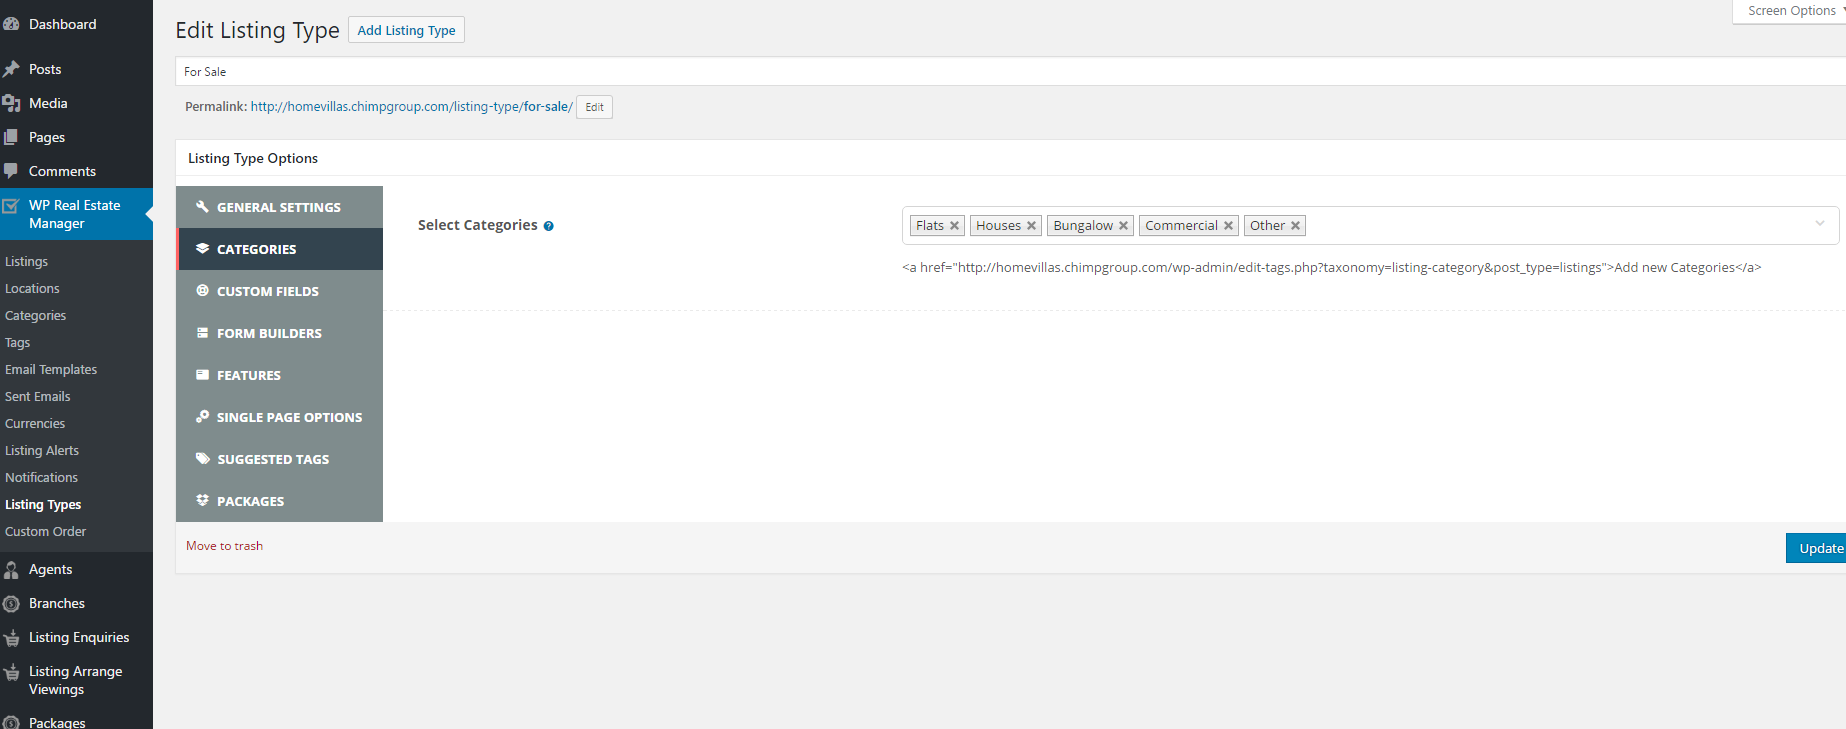 Dashboard
Posts
Media
Pages
Comments
WP Real Estate
Manager
Listings
Locations
Categories
Tags
Email Templates
Sent Emails
Currencies
Listing Alerts
Notifications
Listing Types
Custom Order
Agents
Branches
Listing Enquiries
Listing Arrange
Viewings
Packages
Screen Options
Edit Listing Type Add Listing Type
For Sale
Permalink: http://homevillas.chimpgroup.com/listing-type/for-sale/ Edit
Listing Type Options
GENERAL SETTINGS
CATEGORIES
CUSTOM FIELDS
FORM BUILDERS
FEATURES
SINGLE PAGE OPTIONS
SUGGESTED TAGS
PACKAGES
Select Categories ?
Flats Houses Bungalow Commercial Other
<a href="http://homevillas.chimpgroup.com/wp-admin/edit-tags.php?taxonomy=listing-category&post_type=listings">Add new Categories</a>
Move to trash
Update